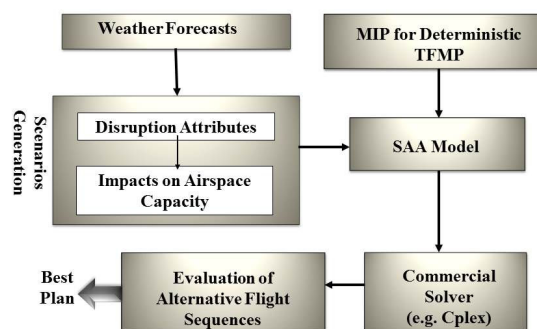 Weather Forecasts
MIP for Deterministic
TFMP
Scenarios
Generation
Disruption Attributes
Impacts on Airspace
Capacity
SAA Model
Best
Plan
Evaluation of
Alternative Flight
Sequences
Commercial
Solver
(e.g. Cplex)